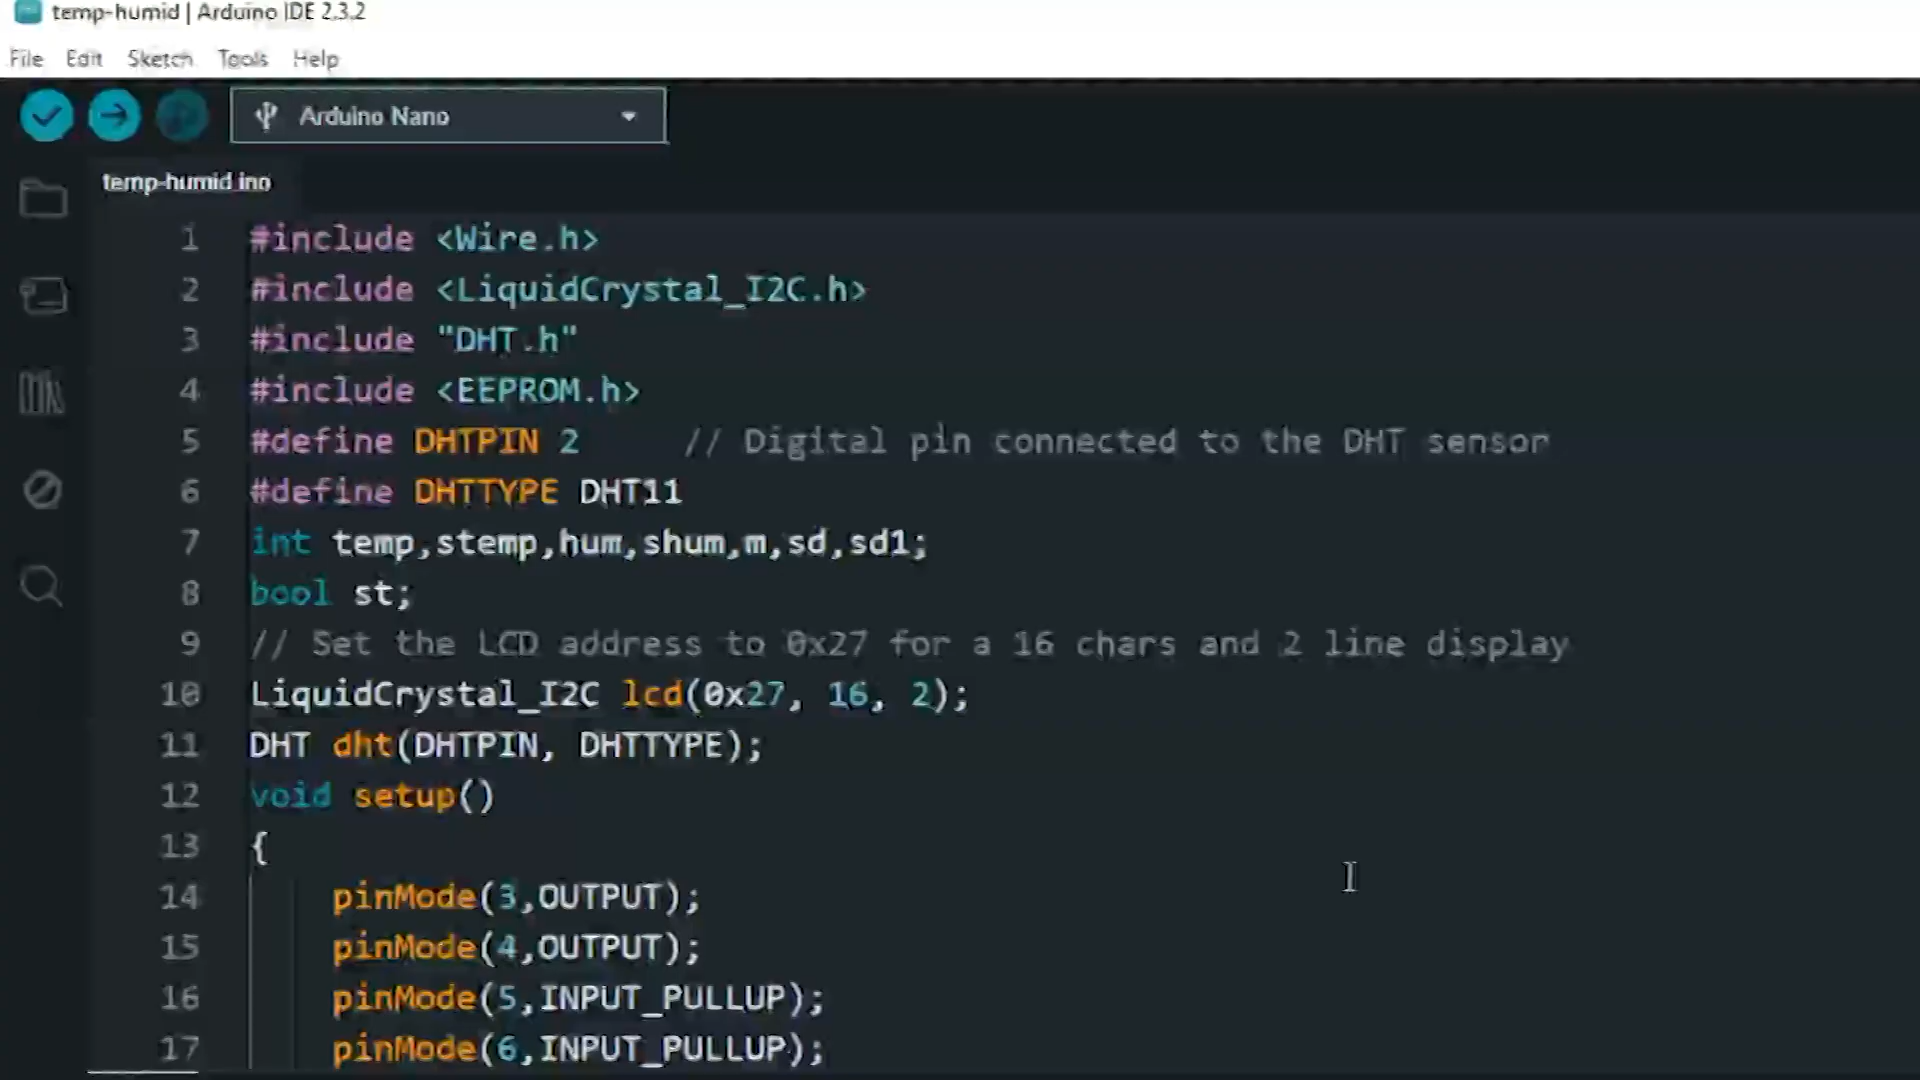 temp-humid | Arduino IDE 2.3.2
File Edit Sketch Tools Help
Arduino Nano
temp-humid.ino
1 #include <Wire.h>
2 #include <LiquidCrystal_I2C.h>
3 #include "DHT.h"
4 #include <EEPROM.h>
5 #define DHTPIN 2 // Digital pin connected to the DHT sensor
6 #define DHTTYPE DHT11
7 int temp,stemp,hum,shum,m,sd,sd1;
8 bool st;
9 // Set the LCD address to 0x27 for a 16 chars and 2 line display
10 LiquidCrystal_I2C lcd(0x27, 16, 2);
11 DHT dht(DHTPIN, DHTTYPE);
12 void setup()
13 {
14 pinMode(3,OUTPUT);
15 pinMode(4,OUTPUT);
16 pinMode(5,INPUT_PULLUP);
17 pinMode(6,INPUT_PULLUP);